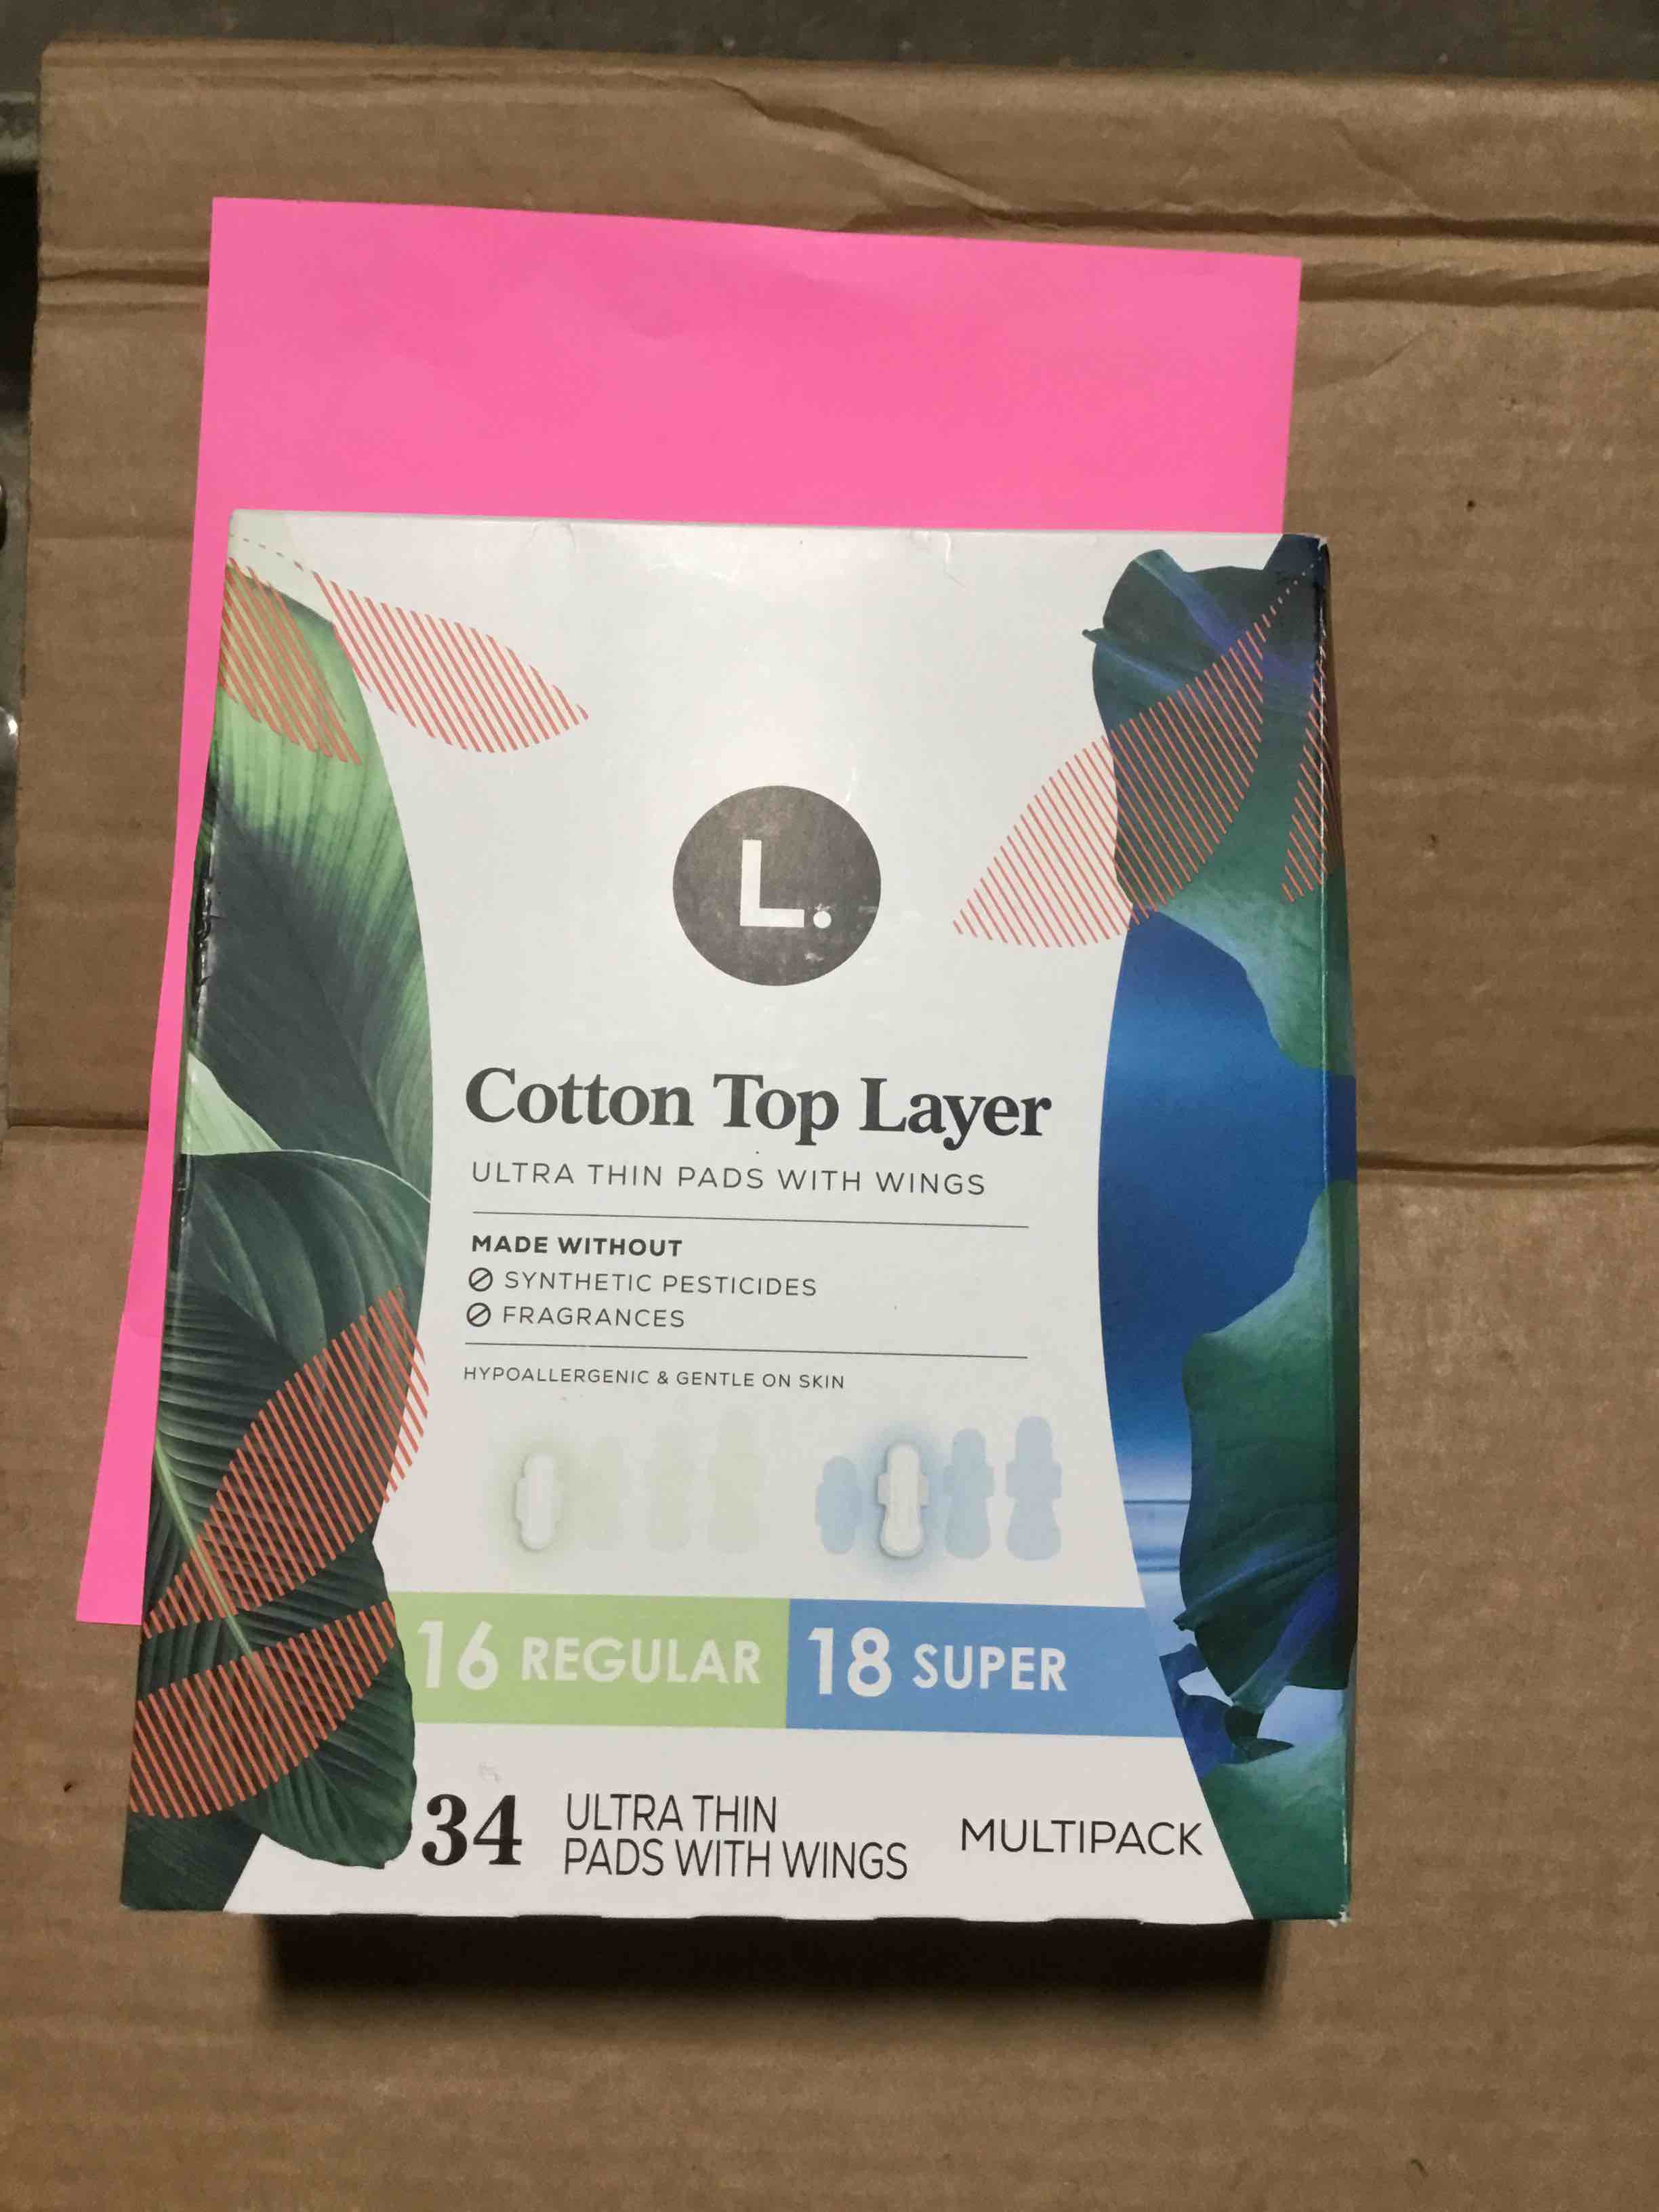 L.
Cotton Top Layer
ULTRA THIN PADS WITH WINGS
MADE WITHOUT
SYNTHETIC PESTICIDES
FRAGRANCES
HYPOALLERGENIC & GENTLE ON SKIN
16 REGULAR
18 SUPER
34
ULTRA THIN
PADS WITH WINGS
MULTIPACK